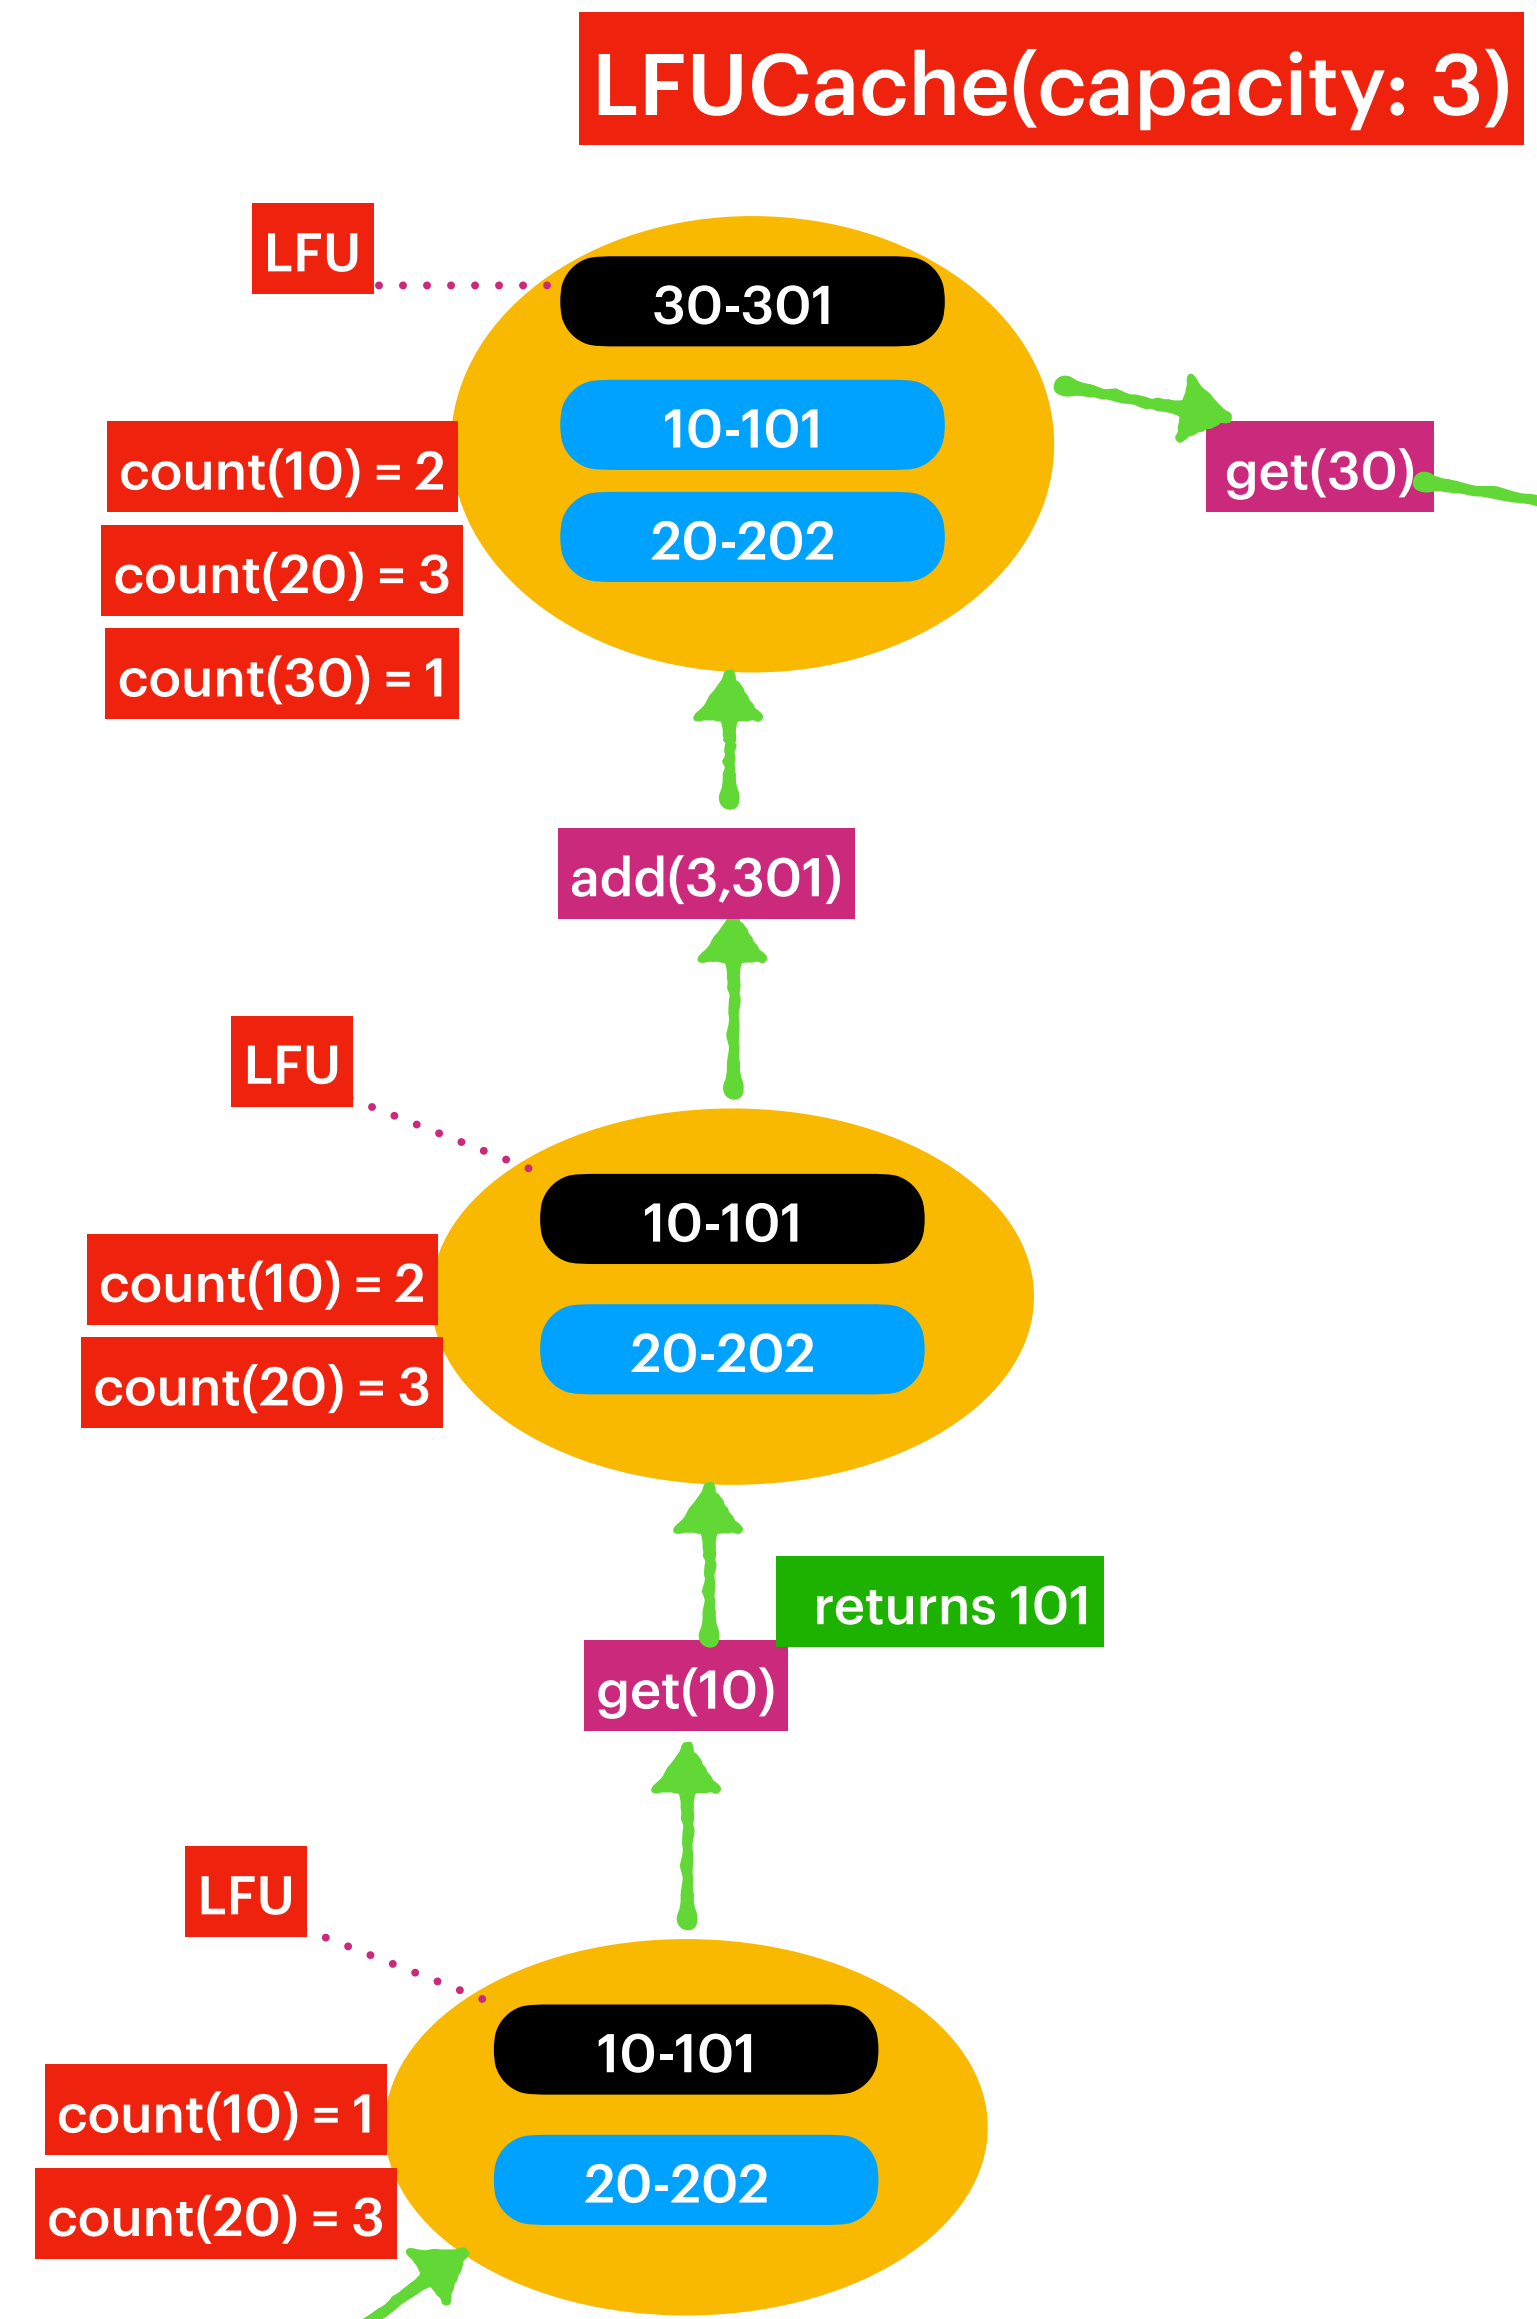 LFUCache(capacity: 3)
LFU
30-301
10-101
20-202
count(10) = 2
count(20) = 3
count(30) = 1
get(30)
add(3,301)
LFU
10-101
20-202
count(10) = 2
count(20) = 3
returns 101
get(10)
LFU
10-101
20-202
count(10) = 1
count(20) = 3